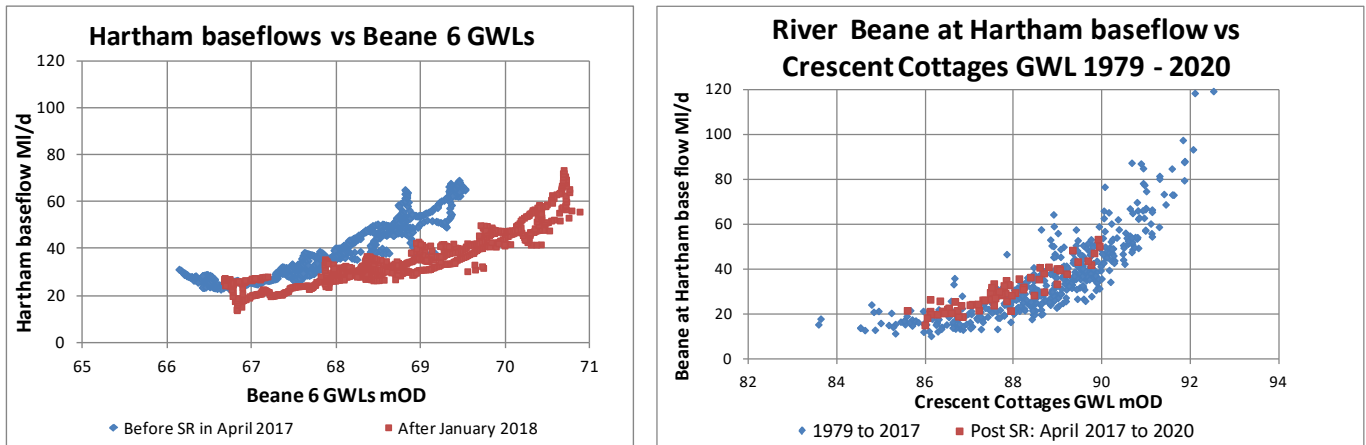 Hartham baseflows vs Beane 6 GWLs
Hartham baseflow Ml/d
120
100
80
60
40
20
0
65 66 67 68 69 70 71
Beane 6 GWLs mOD
Before SR in April 2017 After January 2018
River Beane at Hartham baseflow vs
Crescent Cottages GWL 1979 - 2020
Beane at Hartham base flow Ml/d
120
100
80
60
40
20
0
82 84 86 88 90 92 94
Crescent Cottages GWL mOD
1979 to 2017 Post SR: April 2017 to 2020